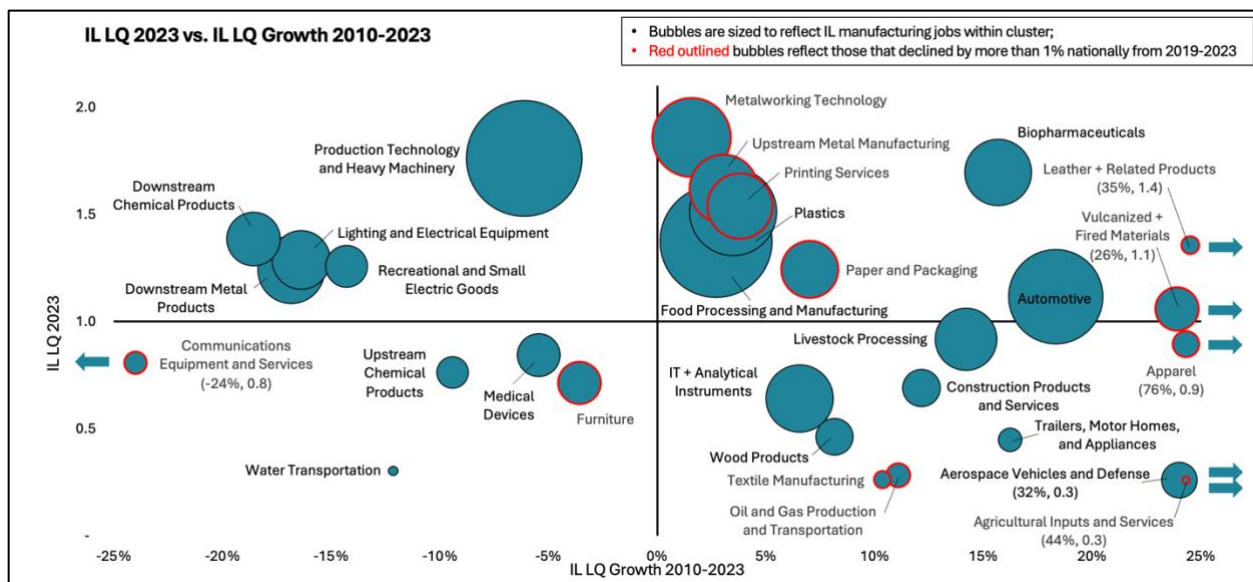 IL LQ 2023 vs. IL LQ Growth 2010-2023
• Bubbles are sized to reflect IL manufacturing jobs within cluster;
• Red outlined bubbles reflect those that declined by more than 1% nationally from 2019-2023
IL LQ 2023
2.0
1.5
1.0
0.5
-
Production Technology
and Heavy Machinery
Downstream
Chemical Products
Lighting and Electrical Equipment
Downstream Metal
Products
Recreational and Small
Electric Goods
Metalworking Technology
Upstream Metal Manufacturing
Printing Services
Plastics
Paper and Packaging
Food Processing and Manufacturing
Biopharmaceuticals
Leather + Related Products
(35%, 1.4)
Vulcanized +
Fired Materials
(26%, 1.1)
Automotive
Communications
Equipment and Services
(-24%, 0.8)
Upstream
Chemical
Products
Medical
Devices
Furniture
Water Transportation
Livestock Processing
IT + Analytical
Instruments
Construction Products
and Services
Apparel
(76%, 0.9)
Wood Products
Trailers, Motor Homes,
and Appliances
Textile Manufacturing
Oil and Gas Production
and Transportation
Aerospace Vehicles and Defense
(32%, 0.3)
Agricultural Inputs and Services
(44%, 0.3)
-25%
-20%
-15%
-10%
-5%
0%
5%
10%
15%
20%
25%
IL LQ Growth 2010-2023